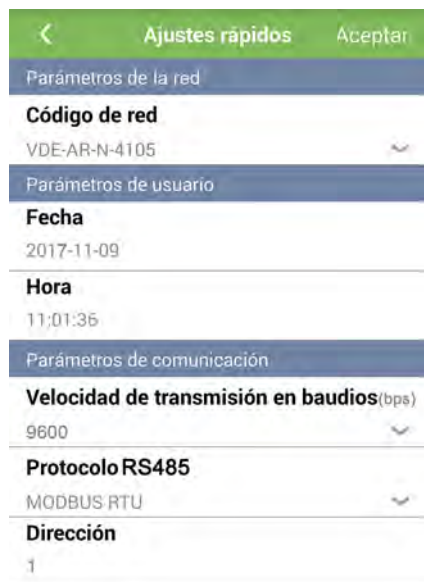 Ajustes rápidos Aceptar
Parámetros de la red
Código de red
VDE-AR-N-4105
Parámetros de usuario
Fecha
2017-11-09
Hora
11:01:36
Parámetros de comunicación
Velocidad de transmisión en baudios(bps)
9600
Protocolo RS485
MODBUS RTU
Dirección
1